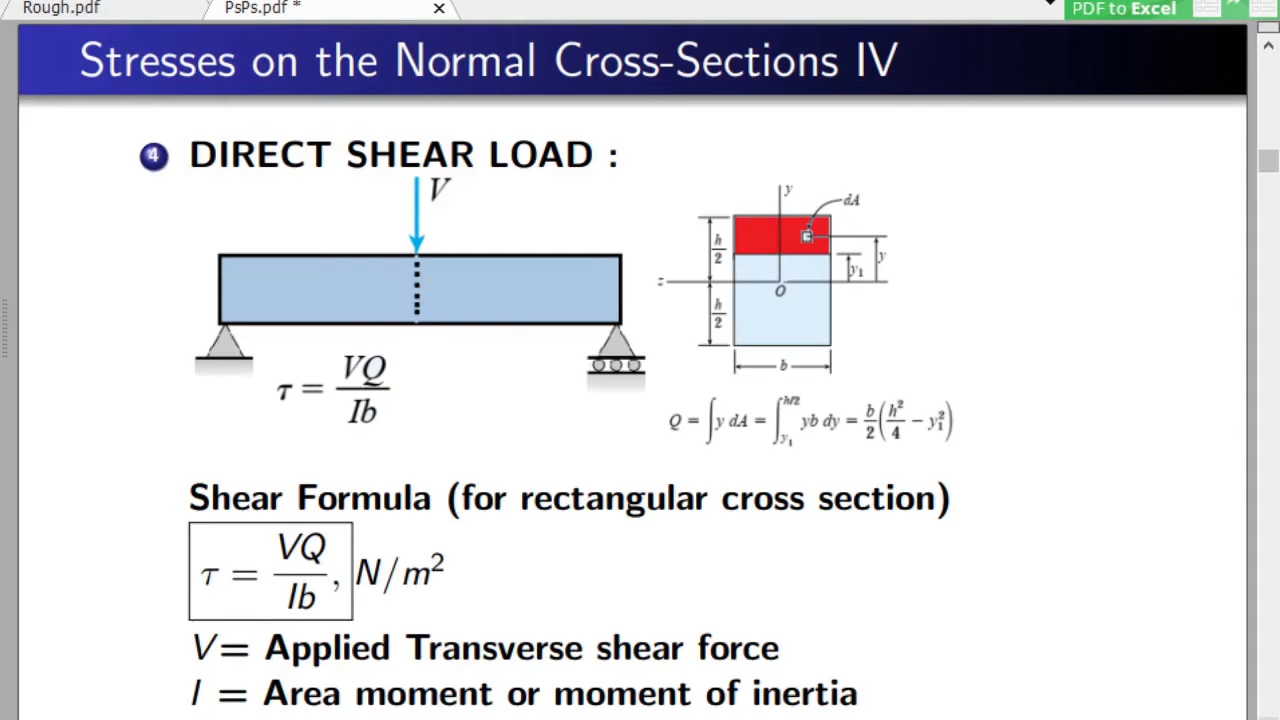 Rough.pdf
PsPs.pdf *
PDF to Excel
Stresses on the Normal Cross-Sections IV
4 DIRECT SHEAR LOAD :
V
τ = VQ / Ib
y
dA
h/2
y
y₁
z
O
h/2
b
Q = ∫ y dA = ∫_{y₁}^{h/2} yb dy = b/2 (h²/4 − y₁²)
Shear Formula (for rectangular cross section)
τ = VQ / Ib , N/m²
V= Applied Transverse shear force
I = Area moment or moment of inertia